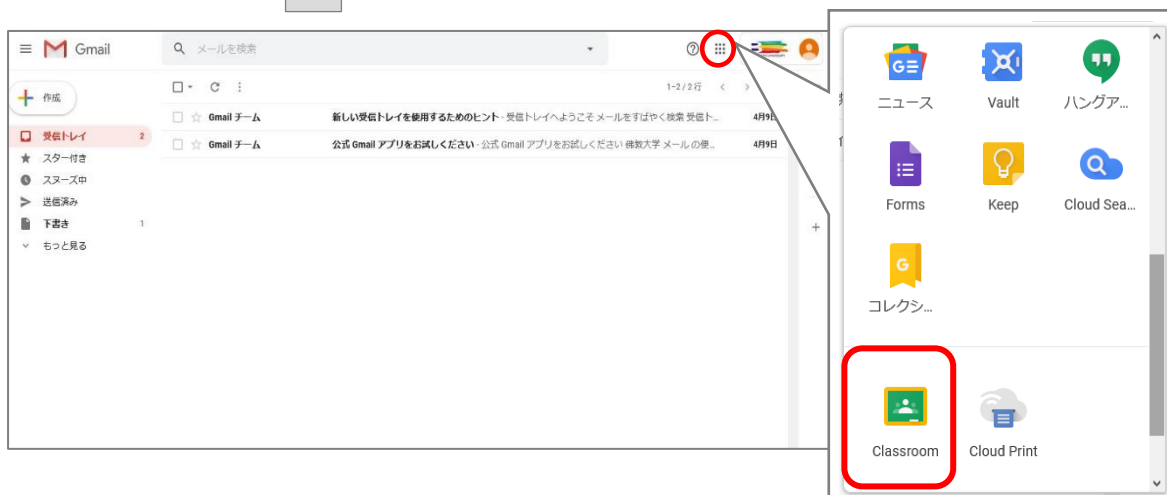 Gmail
メールを検索
作成
1-2/2行
受信トレイ 2
スター付き
スヌーズ中
送信済み
下書き 1
もっと見る
Gmail チーム 新しい受信トレイを使用するためのヒント - 受信トレイへようこそ メールをすばやく検索 受信ト... 4月9日
Gmail チーム 公式 Gmail アプリをお試しください - 公式 Gmail アプリをお試しください 佛教大学 メール の便... 4月9日
ニュース Vault ハングア...
Forms Keep Cloud Sea...
コレクシ...
Classroom Cloud Print